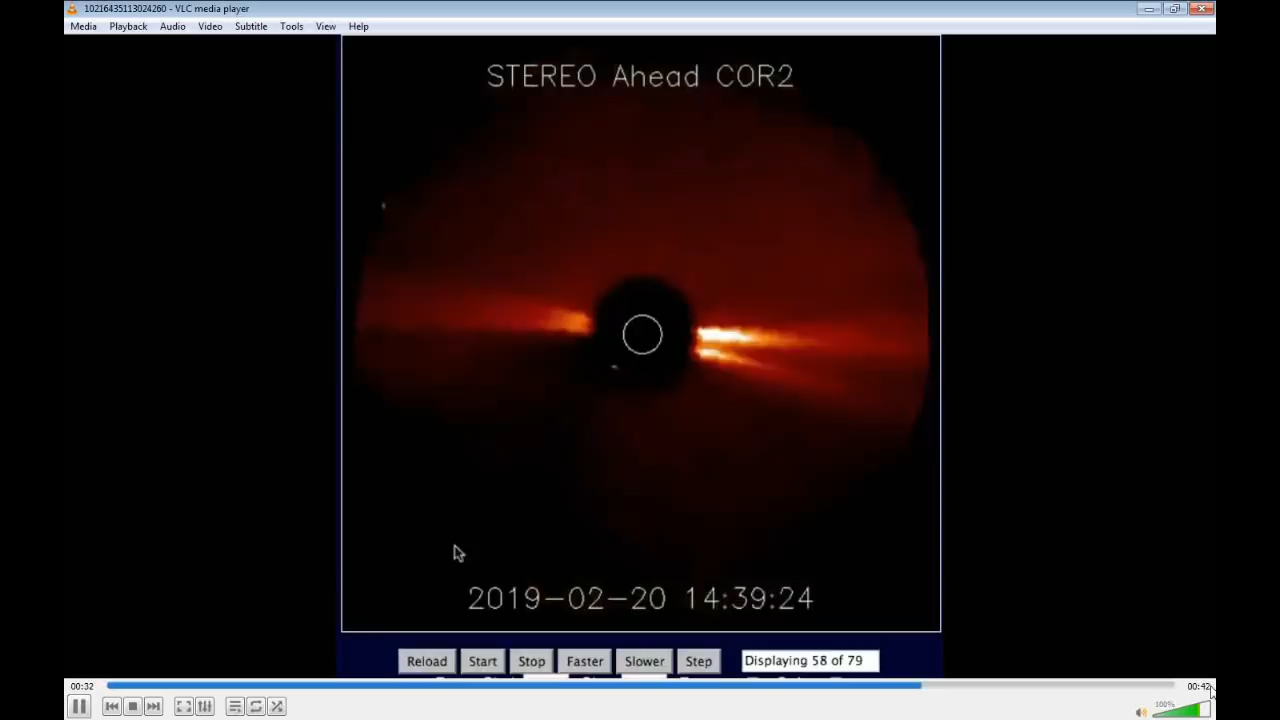 10216435113024260 - VLC media player
Media Playback Audio Video Subtitle Tools View Help
STEREO Ahead COR2
2019-02-20 14:39:24
Reload Start Stop Faster Slower Step Displaying 58 of 79
00:32 00:42
100%